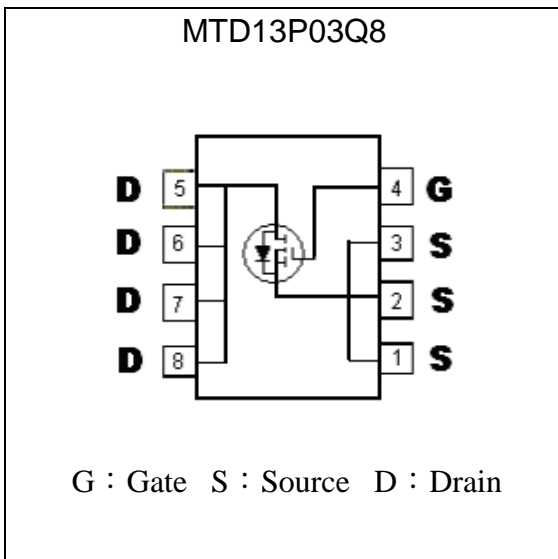 MTD13P03Q8
D 5 4 G
D 6 3 S
D 7 2 S
D 8 1 S
G：Gate S：Source D：Drain